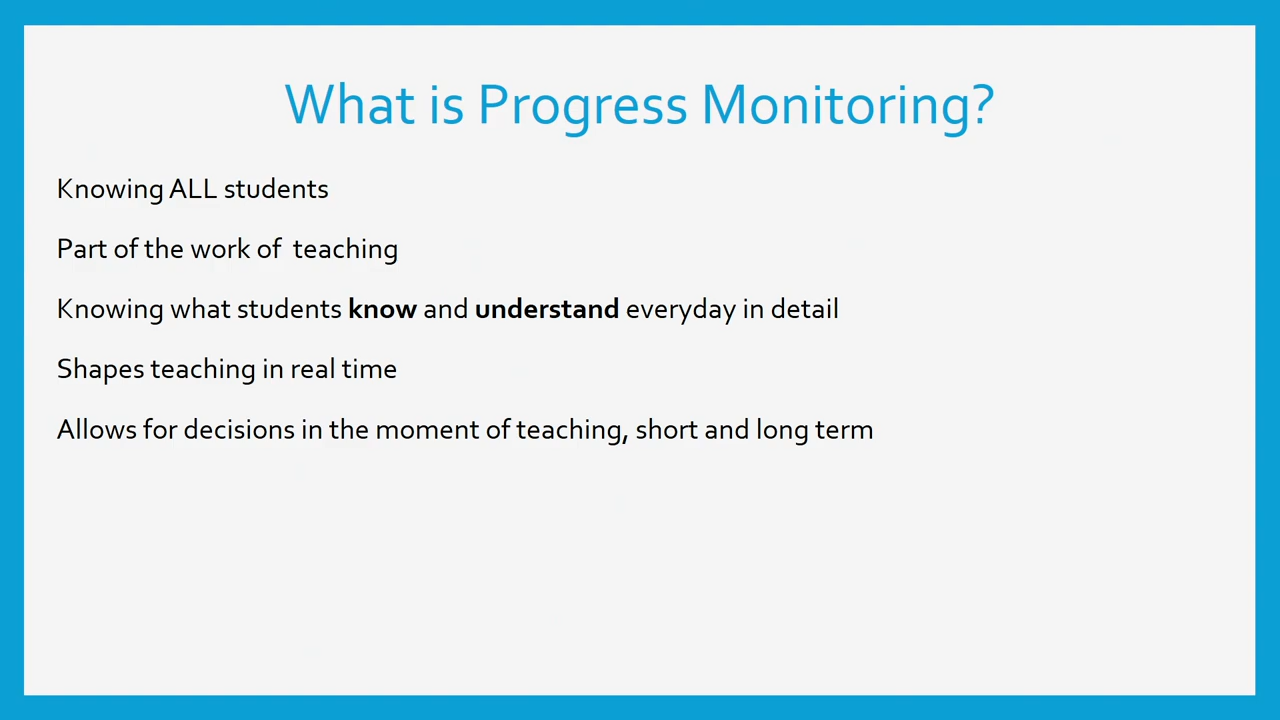 What is Progress Monitoring?
Knowing ALL students
Part of the work of  teaching
Knowing what students know and understand everyday in detail
Shapes teaching in real time
Allows for decisions in the moment of teaching, short and long term